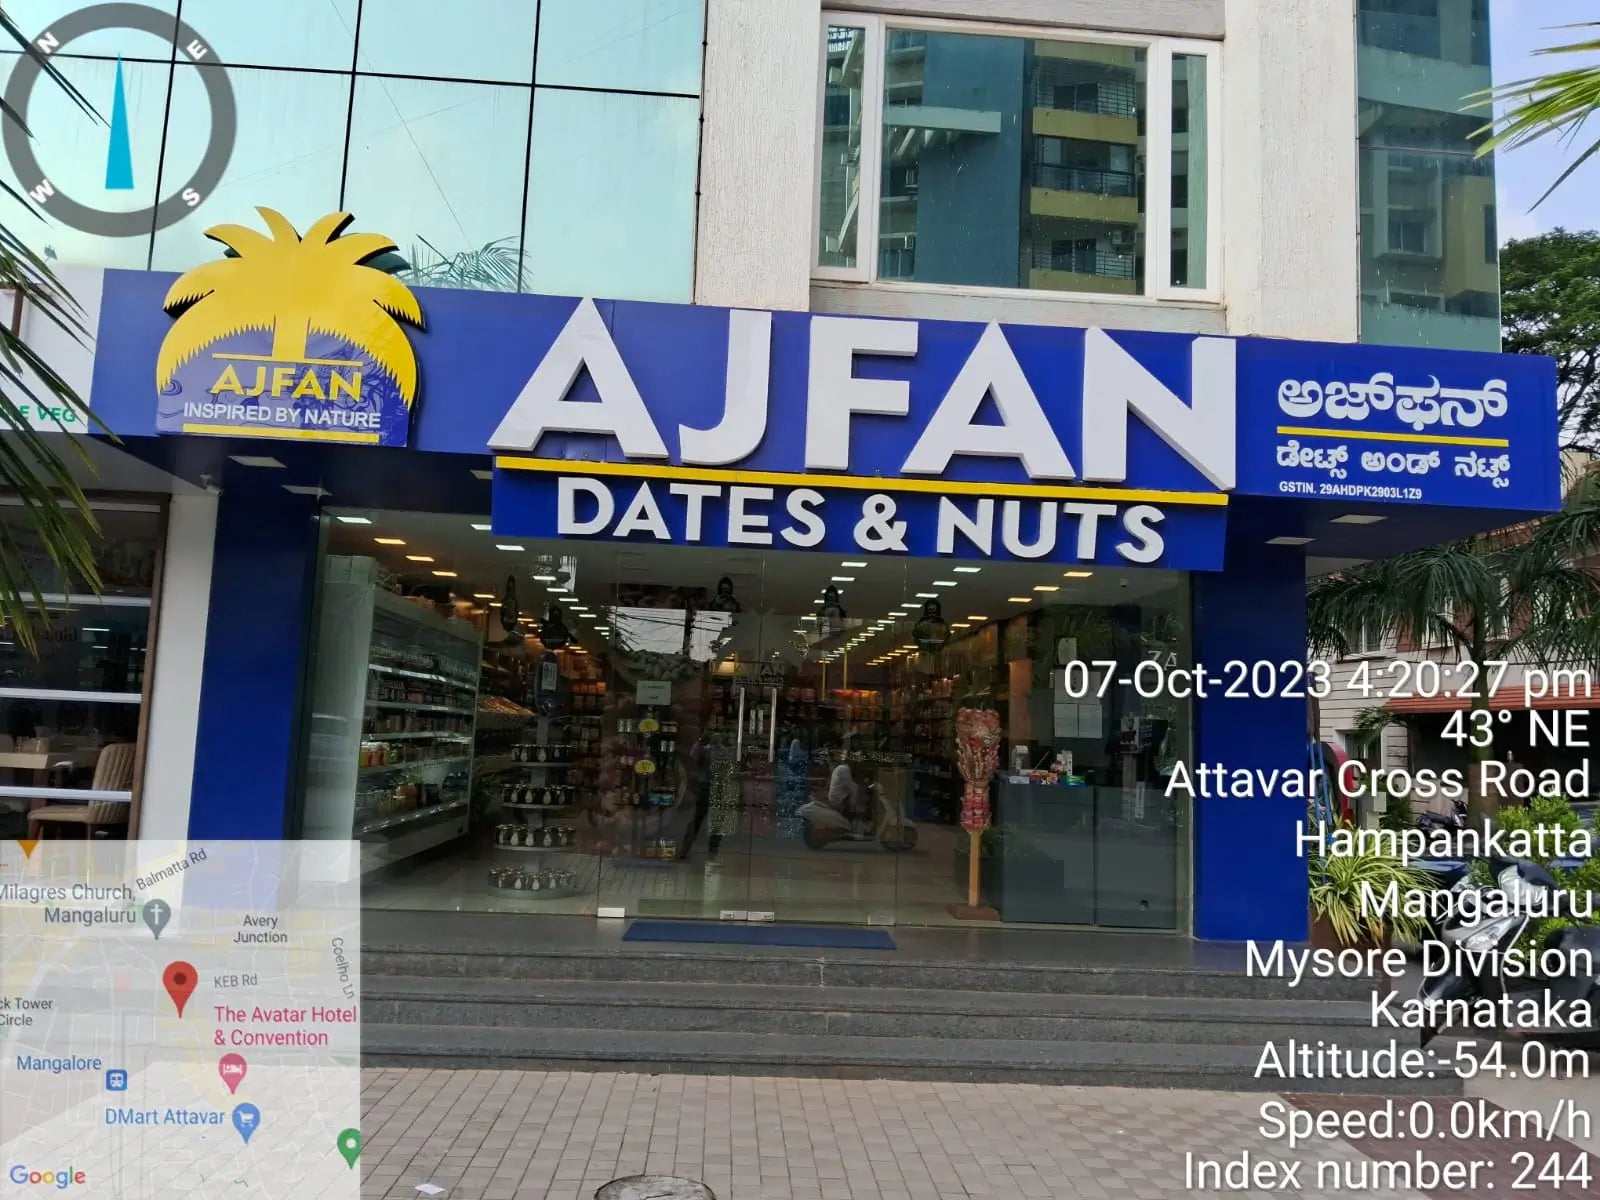 N
E
W
S
AJFAN
INSPIRED BY NATURE
AJFAN
DATES & NUTS
ಅಜ್‌ಫನ್
ಡೇಟ್ಸ್ ಅಂಡ್ ನಟ್ಸ್
GSTIN. 29AHDPK2903L1Z9
VEG
07-Oct-2023 4:20:27 pm
43° NE
Attavar Cross Road
Hampankatta
Mangaluru
Mysore Division
Karnataka
Altitude:-54.0m
Speed:0.0km/h
Index number: 244
Balmatta Rd
Milagres Church,
Mangaluru
Avery
Junction
Coelho Ln
KEB Rd
Tower
Circle
The Avatar Hotel
& Convention
Mangalore
DMart Attavar
Google